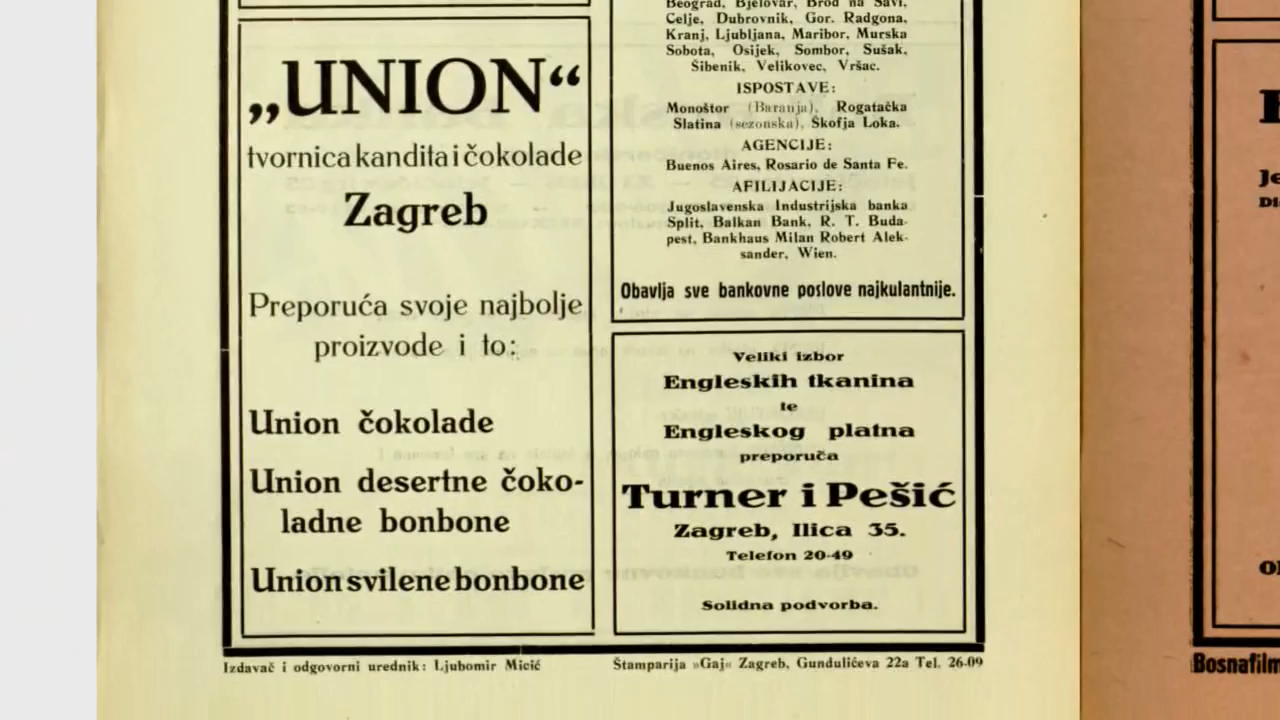 „UNION“
tvornica kandita i čokolade
Zagreb
Preporuča svoje najbolje
proizvode i to:
Union čokolade
Union desertne čoko-
ladne bonbone
Union svilene bonbone
Beograd, Bjelovar, Brod na Savi,
Celje, Dubrovnik, Gor. Radgona,
Kranj, Ljubljana, Maribor, Murska
Sobota, Osijek, Sombor, Sušak,
Šibenik, Velikovec, Vršac.
ISPOSTAVE:
Monoštor (Baranja), Rogatačka
Slatina (sezonska), Škofja Loka.
AGENCIJE:
Buenos Aires, Rosario de Santa Fe.
AFILIJACIJE:
Jugoslavenska Industrijska banka
Split, Balkan Bank, R. T. Buda-
pest, Bankhaus Milan Robert Alek-
sander, Wien.
Obavlja sve bankovne poslove najkulantnije.
Veliki izbor
Engleskih tkanina
te
Engleskog platna
preporuča
Turner i Pešić
Zagreb, Ilica 35.
Telefon 20-49
Solidna podvorba.
Izdavač i odgovorni urednik: Ljubomir Micić
Štamparija »Gaj« Zagreb, Gundulićeva 22a Tel. 26-09
Bosnafilm